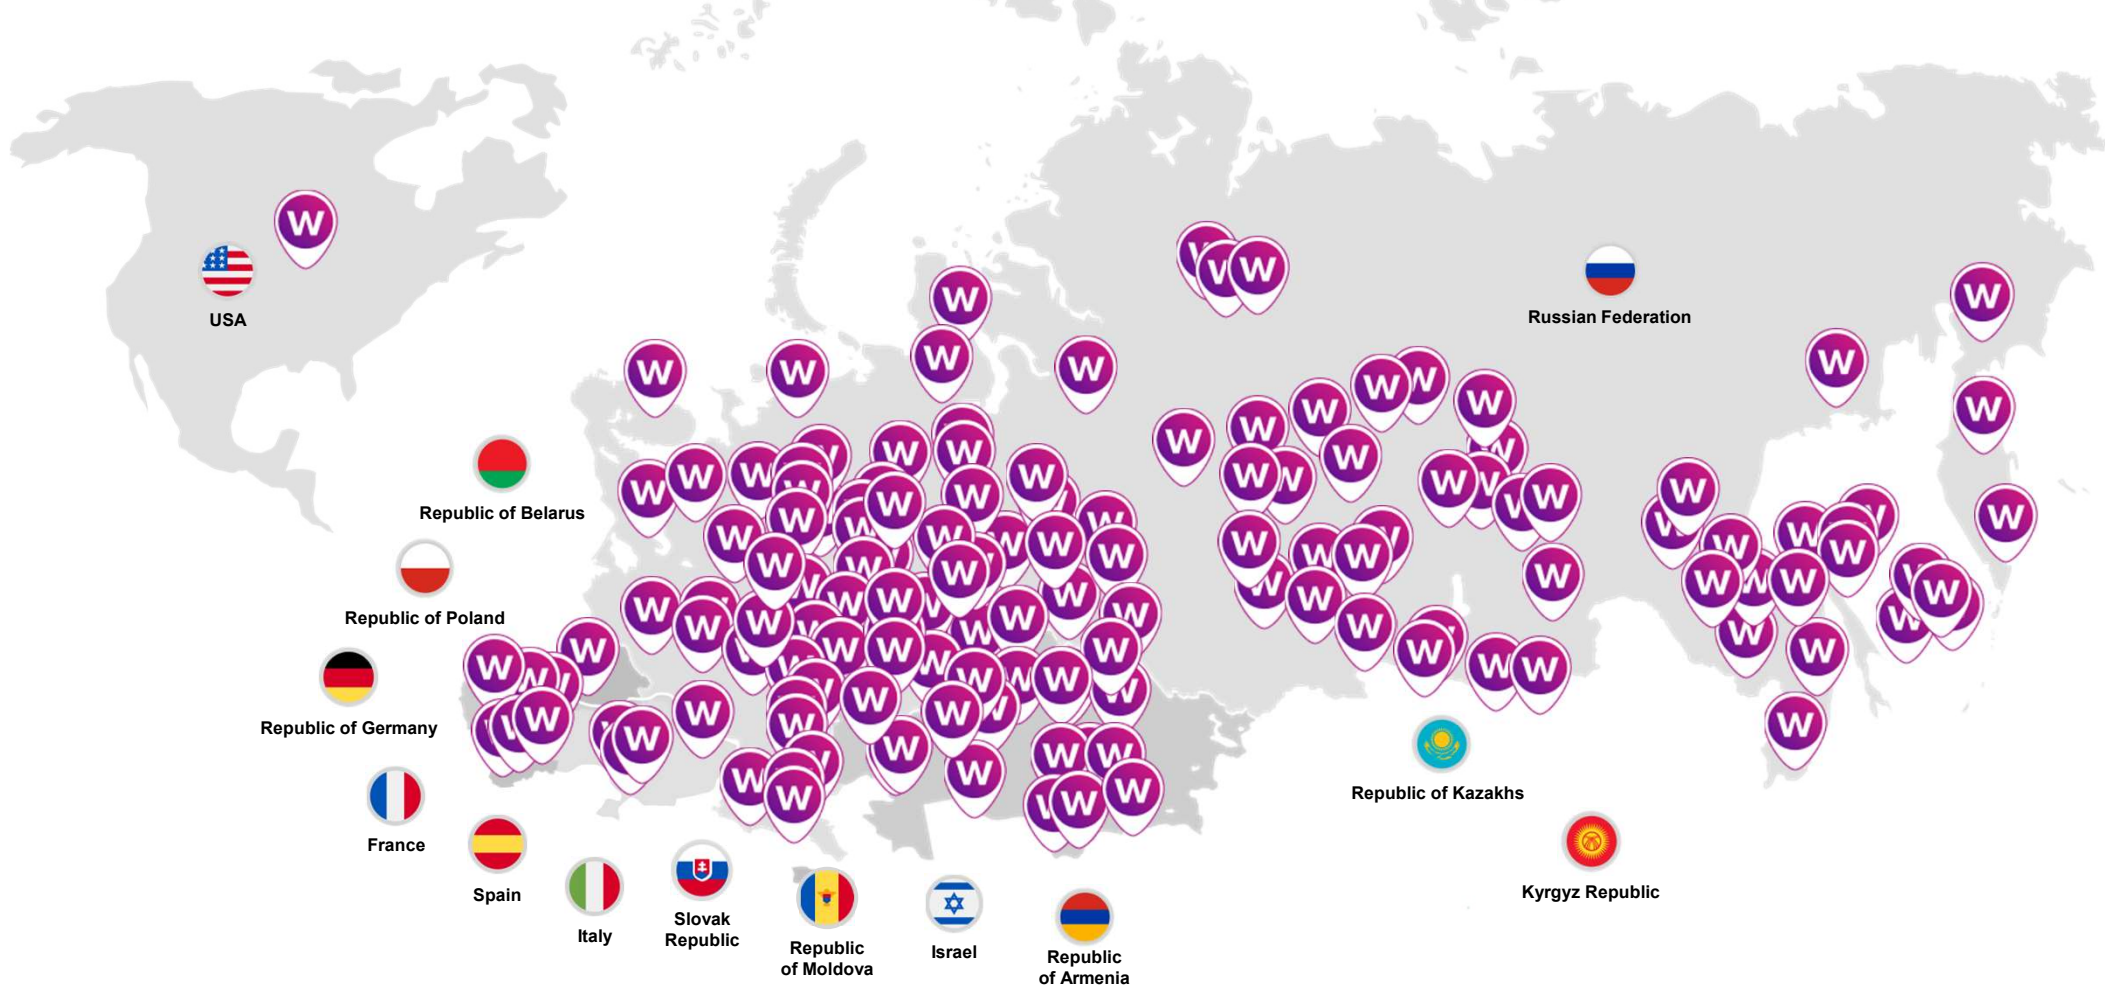 USA
Russian Federation
Republic of Belarus
Republic of Poland
Republic of Germany
Republic of Kazakhs
France
Kyrgyz Republic
Spain
Italy
Slovak
Republic
Republic
of Moldova
Israel
Republic
of Armenia